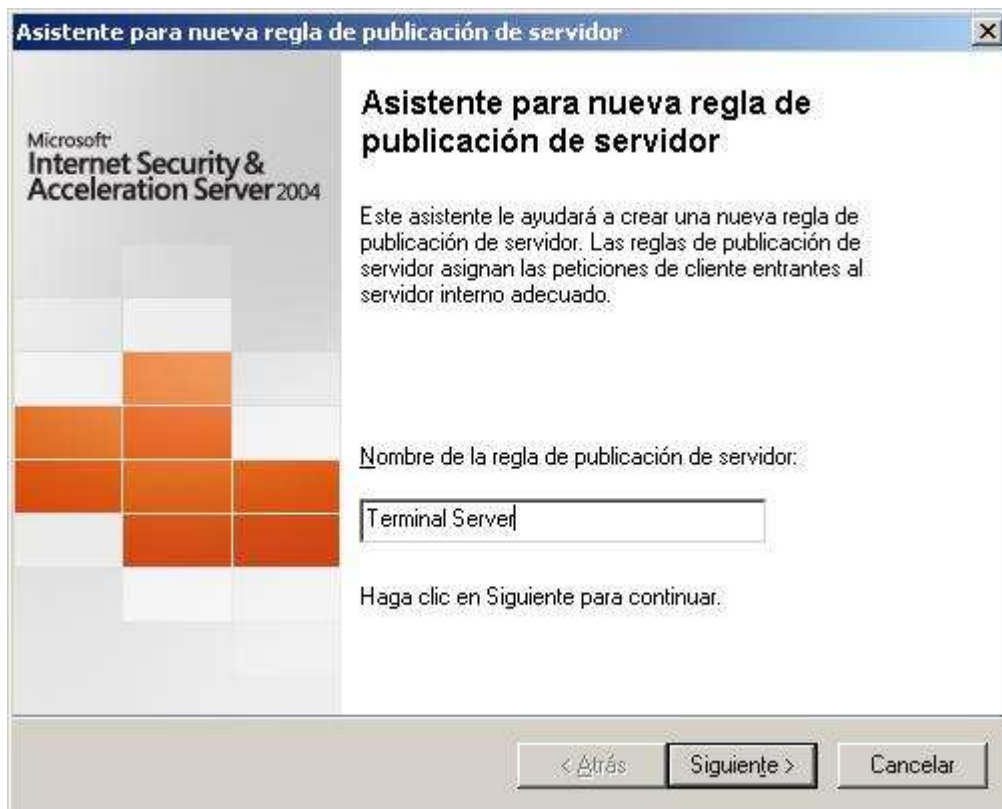 Asistente para nueva regla de publicación de servidor
Microsoft
Internet Security &
Acceleration Server 2004
Asistente para nueva regla de
publicación de servidor
Este asistente le ayudará a crear una nueva regla de
publicación de servidor. Las reglas de publicación de
servidor asignan las peticiones de cliente entrantes al
servidor interno adecuado.
Nombre de la regla de publicación de servidor:
Terminal Server
Haga clic en Siguiente para continuar.
< Atrás
Siguiente >
Cancelar